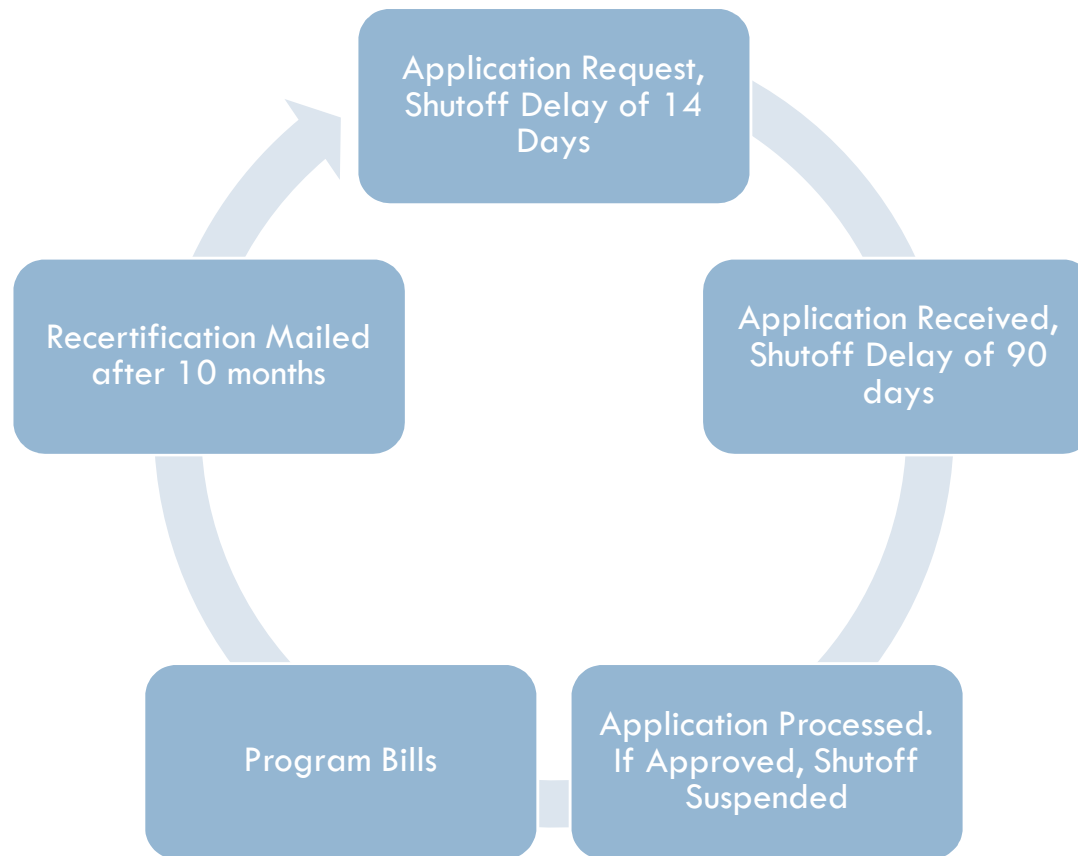 Application Request,
Shutoff Delay of 14
Days
Application Received,
Shutoff Delay of 90
days
Application Processed.
If Approved, Shutoff
Suspended
Program Bills
Recertification Mailed
after 10 months